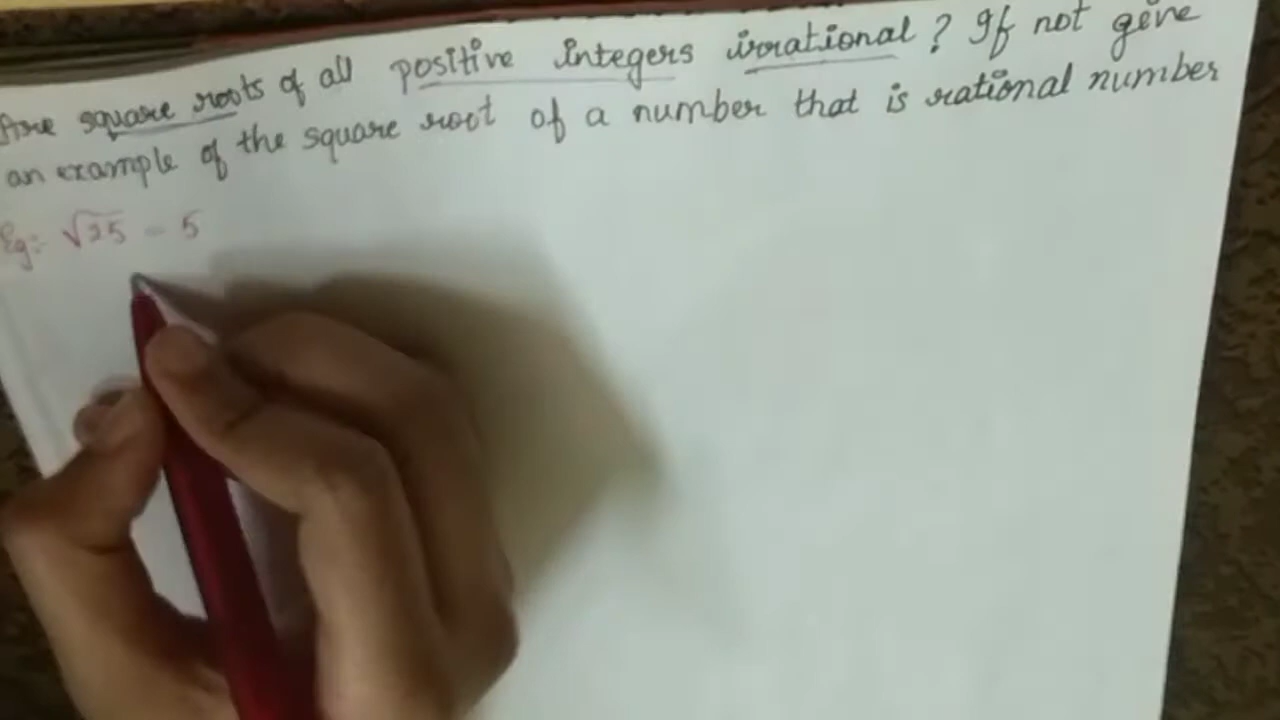 Are square roots of all positive integers irrational ? If not give
an example of the square root of a number that is rational number
Eg:- √25 = 5